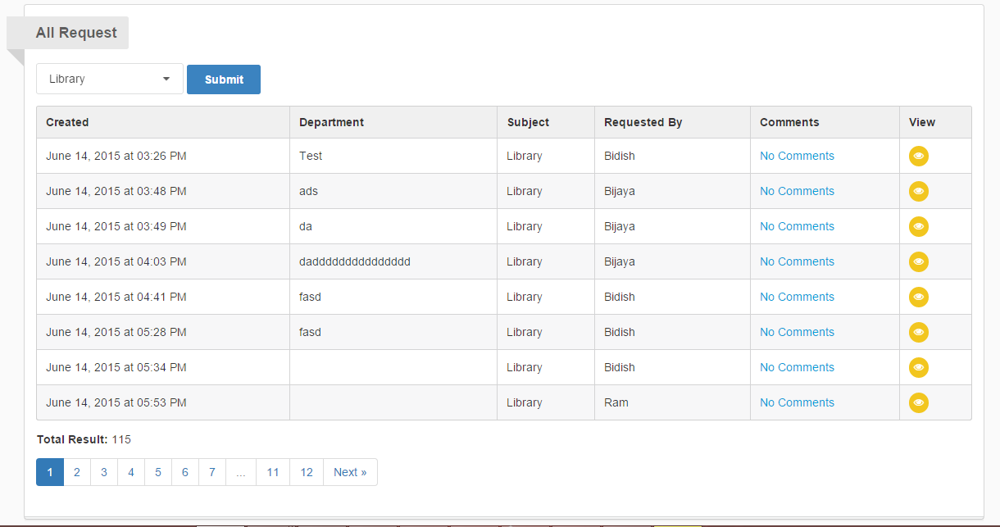 All Request
Library Submit
Created Department Subject Requested By Comments View
June 14, 2015 at 03:26 PM Test Library Bidish No Comments
June 14, 2015 at 03:48 PM ads Library Bijaya No Comments
June 14, 2015 at 03:49 PM da Library Bijaya No Comments
June 14, 2015 at 04:03 PM dadddddddddddddddd Library Bijaya No Comments
June 14, 2015 at 04:41 PM fasd Library Bidish No Comments
June 14, 2015 at 05:28 PM fasd Library Bidish No Comments
June 14, 2015 at 05:34 PM Library Bidish No Comments
June 14, 2015 at 05:53 PM Library Ram No Comments
Total Result: 115
1 2 3 4 5 6 7 ... 11 12 Next »